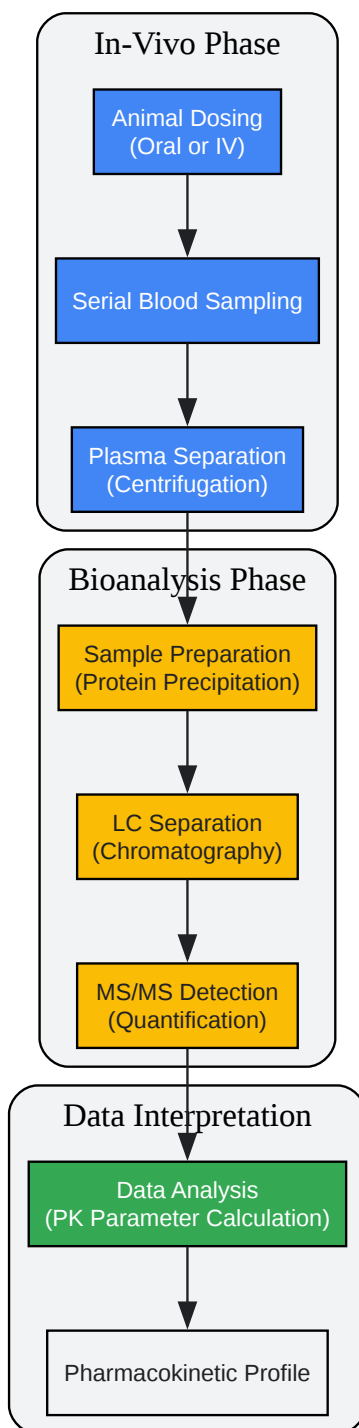 In-Vivo Phase
Animal Dosing
(Oral or IV)
Serial Blood Sampling
Plasma Separation
(Centrifugation)
Bioanalysis Phase
Sample Preparation
(Protein Precipitation)
LC Separation
(Chromatography)
MS/MS Detection
(Quantification)
Data Interpretation
Data Analysis
(PK Parameter Calculation)
Pharmacokinetic Profile